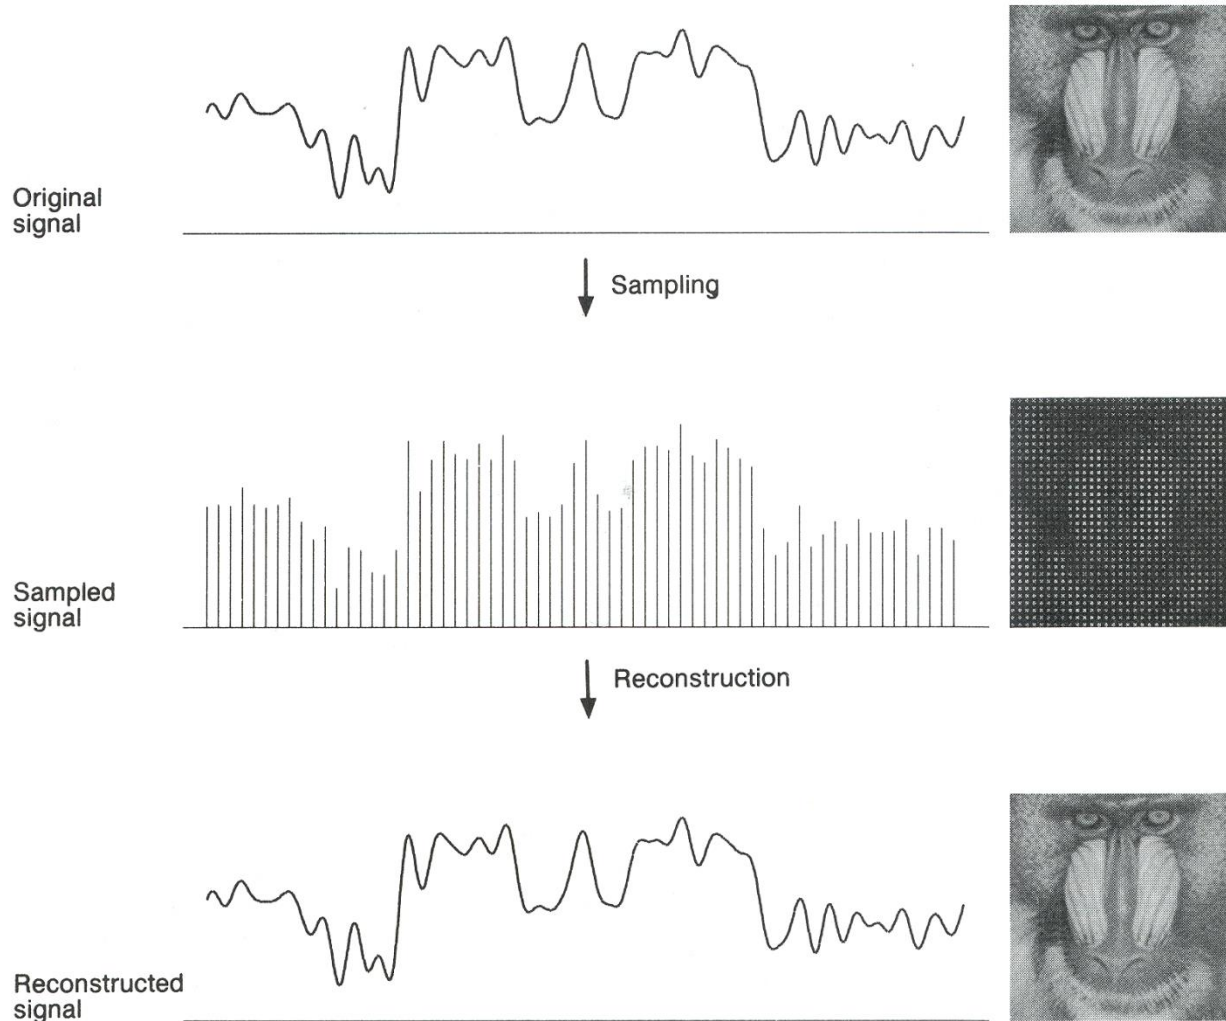 Original
signal
Sampling
Sampled
signal
Reconstruction
Reconstructed
signal